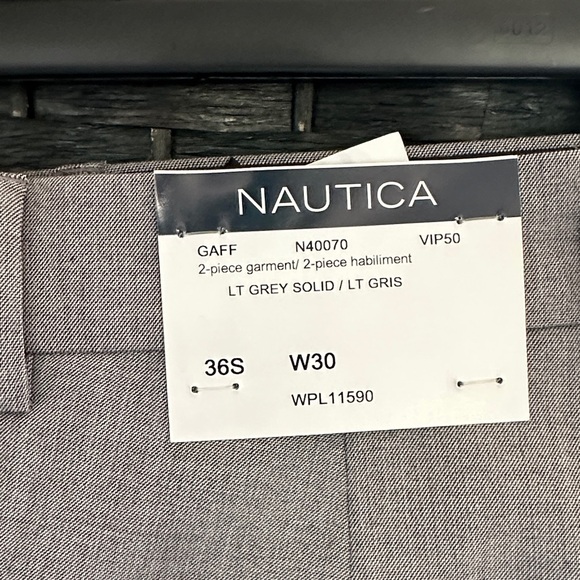 NAUTICA
GAFF N40070 VIP50
2-piece garment/ 2-piece habiliment
LT GREY SOLID / LT GRIS
36S W30
WPL11590